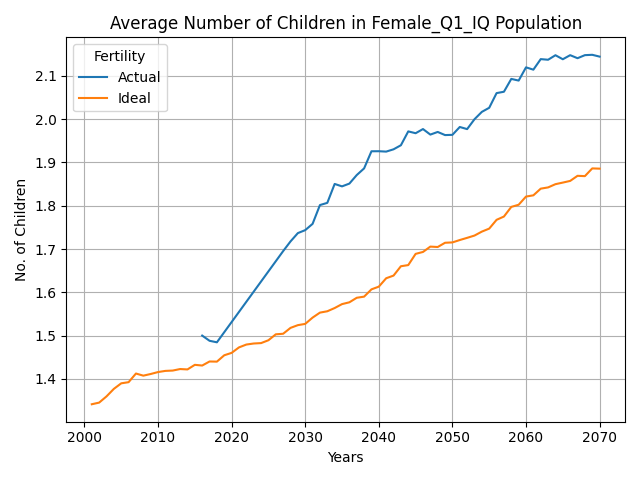 Average Number of Children in Female_Q1_IQ Population
Fertility
Actual
Ideal
No. of Children
2.1
2.0
1.9
1.8
1.7
1.6
1.5
1.4
2000 2010 2020 2030 2040 2050 2060 2070
Years